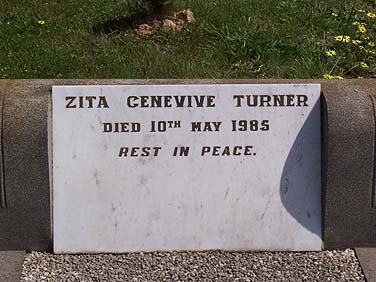 ZITA GENEVIVE TURNER
DIED 10TH MAY 1985
REST IN PEACE.